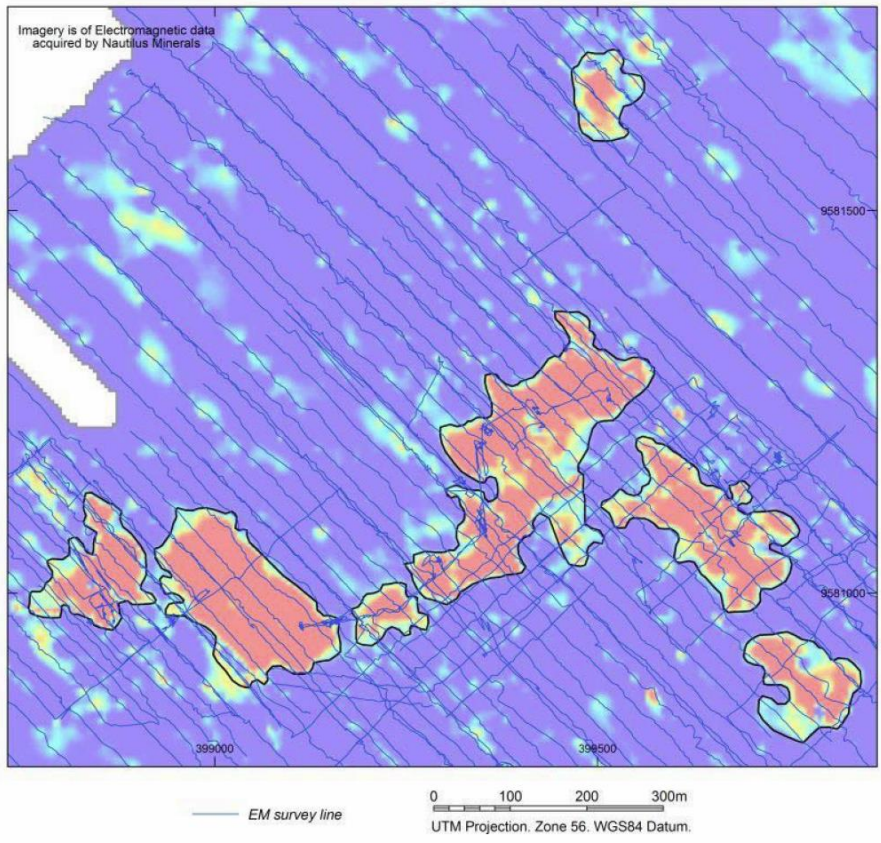 Imagery is of Electromagnetic data
acquired by Nautilus Minerals
9581500
9581000
399000
399500
EM survey line
0 100 200 300m
UTM Projection. Zone 56. WGS84 Datum.